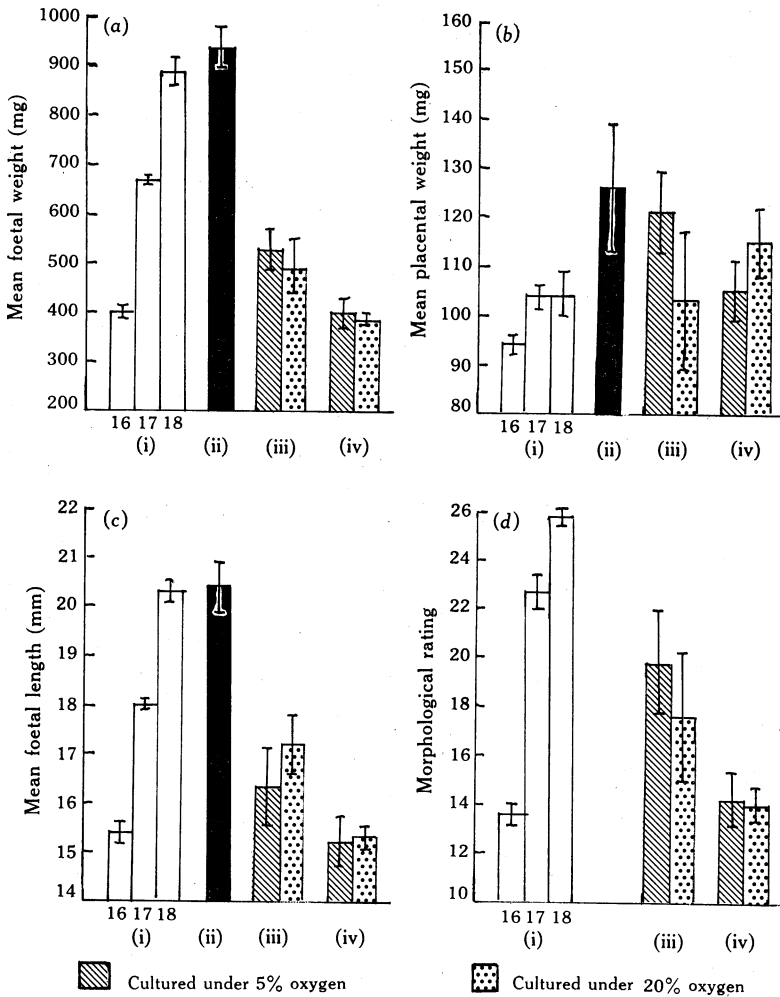 (a)
Mean foetal weight (mg)
1000
900
800
700
600
500
400
300
200
16 17 18
(i) (ii) (iii) (iv)
(b)
Mean placental weight (mg)
160
150
140
130
120
110
100
90
80
16 17 18
(i) (ii) (iii) (iv)
(c)
Mean foetal length (mm)
22
21
20
19
18
17
16
15
14
16 17 18
(i) (ii) (iii) (iv)
(d)
Morphological rating
26
24
22
20
18
16
14
12
10
16 17 18
(i) (iii) (iv)
Cultured under 5% oxygen
Cultured under 20% oxygen